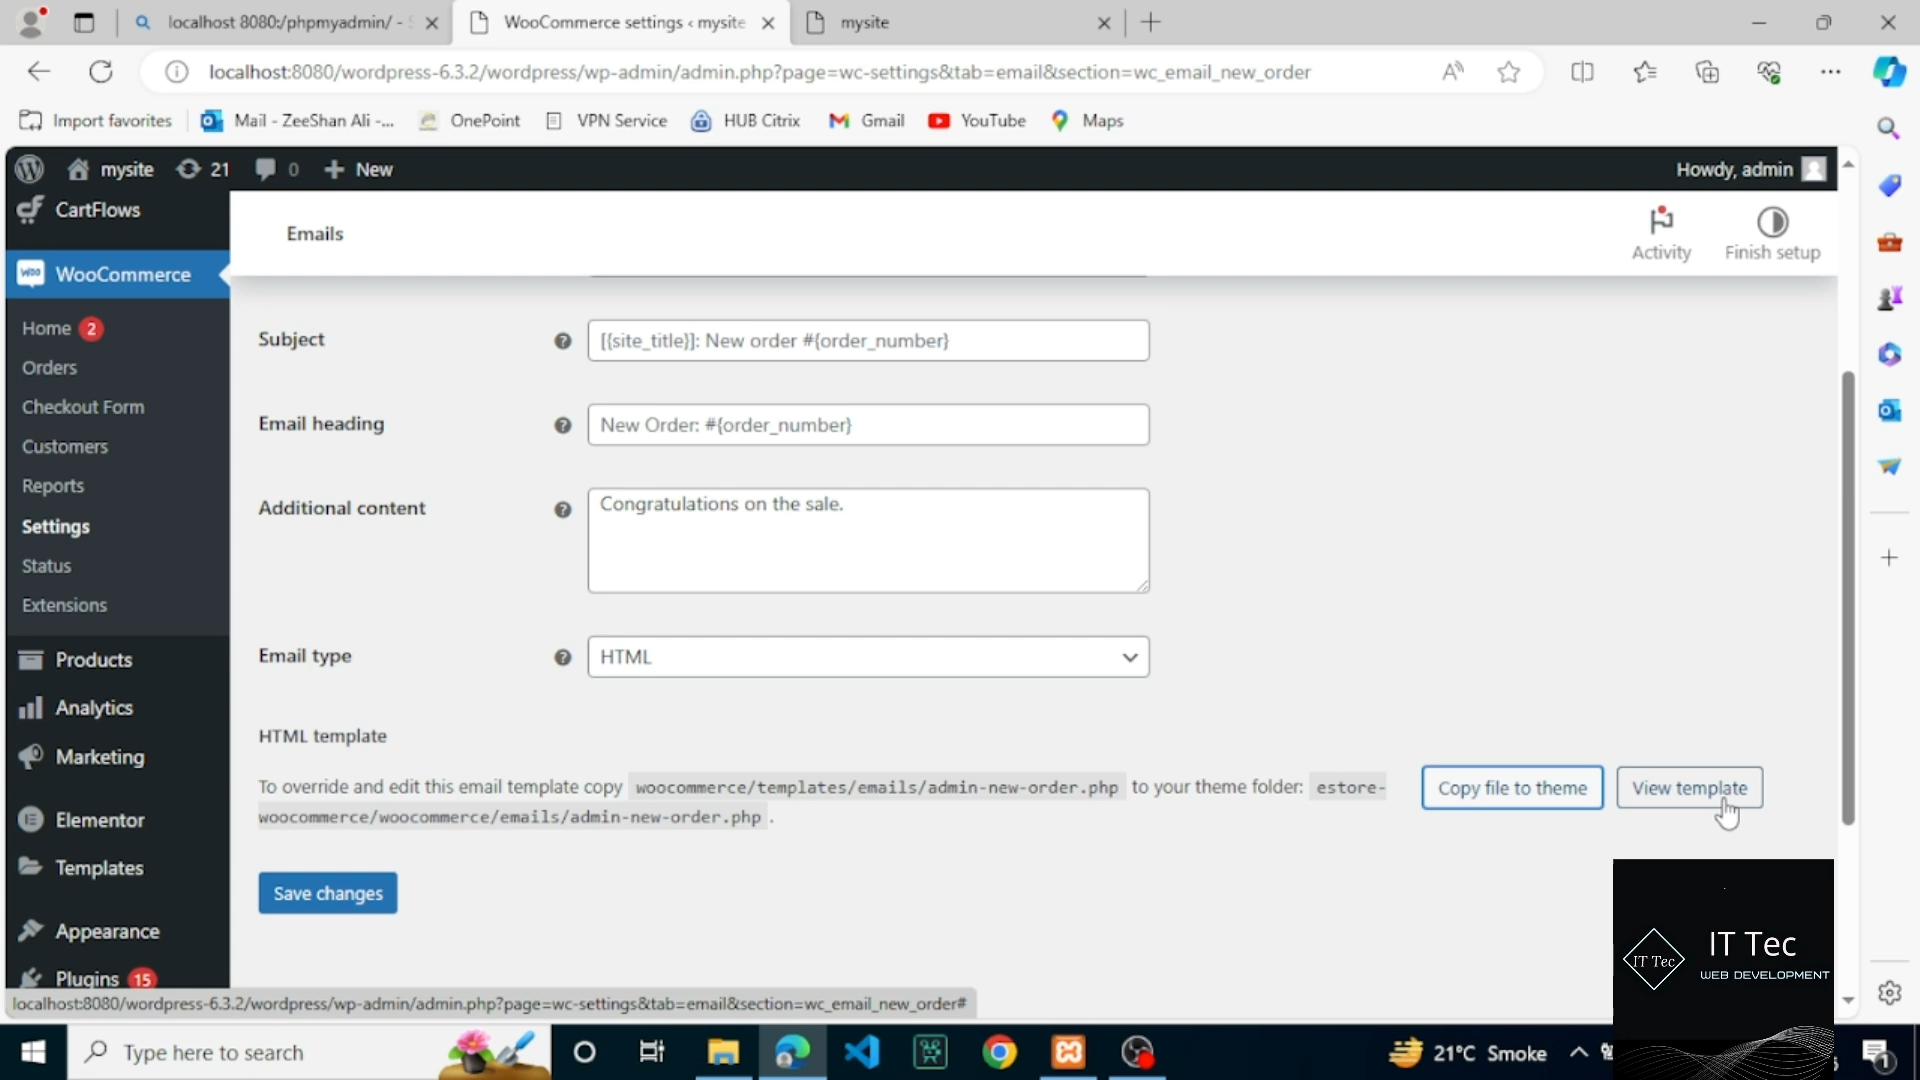 localhost 8080:/phpmyadmin/ -
WooCommerce settings ‹ mysite
mysite
localhost:8080/wordpress-6.3.2/wordpress/wp-admin/admin.php?page=wc-settings&tab=email&section=wc_email_new_order
Import favorites
Mail - ZeeShan Ali -...
OnePoint
VPN Service
HUB Citrix
Gmail
YouTube
Maps
mysite
21
0
New
Howdy, admin
CartFlows
Emails
Activity
Finish setup
WooCommerce
Home 2
Orders
Checkout Form
Customers
Reports
Settings
Status
Extensions
Products
Analytics
Marketing
Elementor
Templates
Appearance
Plugins 15
Subject
[{site_title}]: New order #{order_number}
Email heading
New Order: #{order_number}
Additional content
Congratulations on the sale.
Email type
HTML
HTML template
To override and edit this email template copy woocommerce/templates/emails/admin-new-order.php to your theme folder: estore-
woocommerce/woocommerce/emails/admin-new-order.php .
Copy file to theme
View template
Save changes
IT Tec
IT Tec
WEB DEVELOPMENT
localhost:8080/wordpress-6.3.2/wordpress/wp-admin/admin.php?page=wc-settings&tab=email&section=wc_email_new_order#
Type here to search
21°C Smoke
1